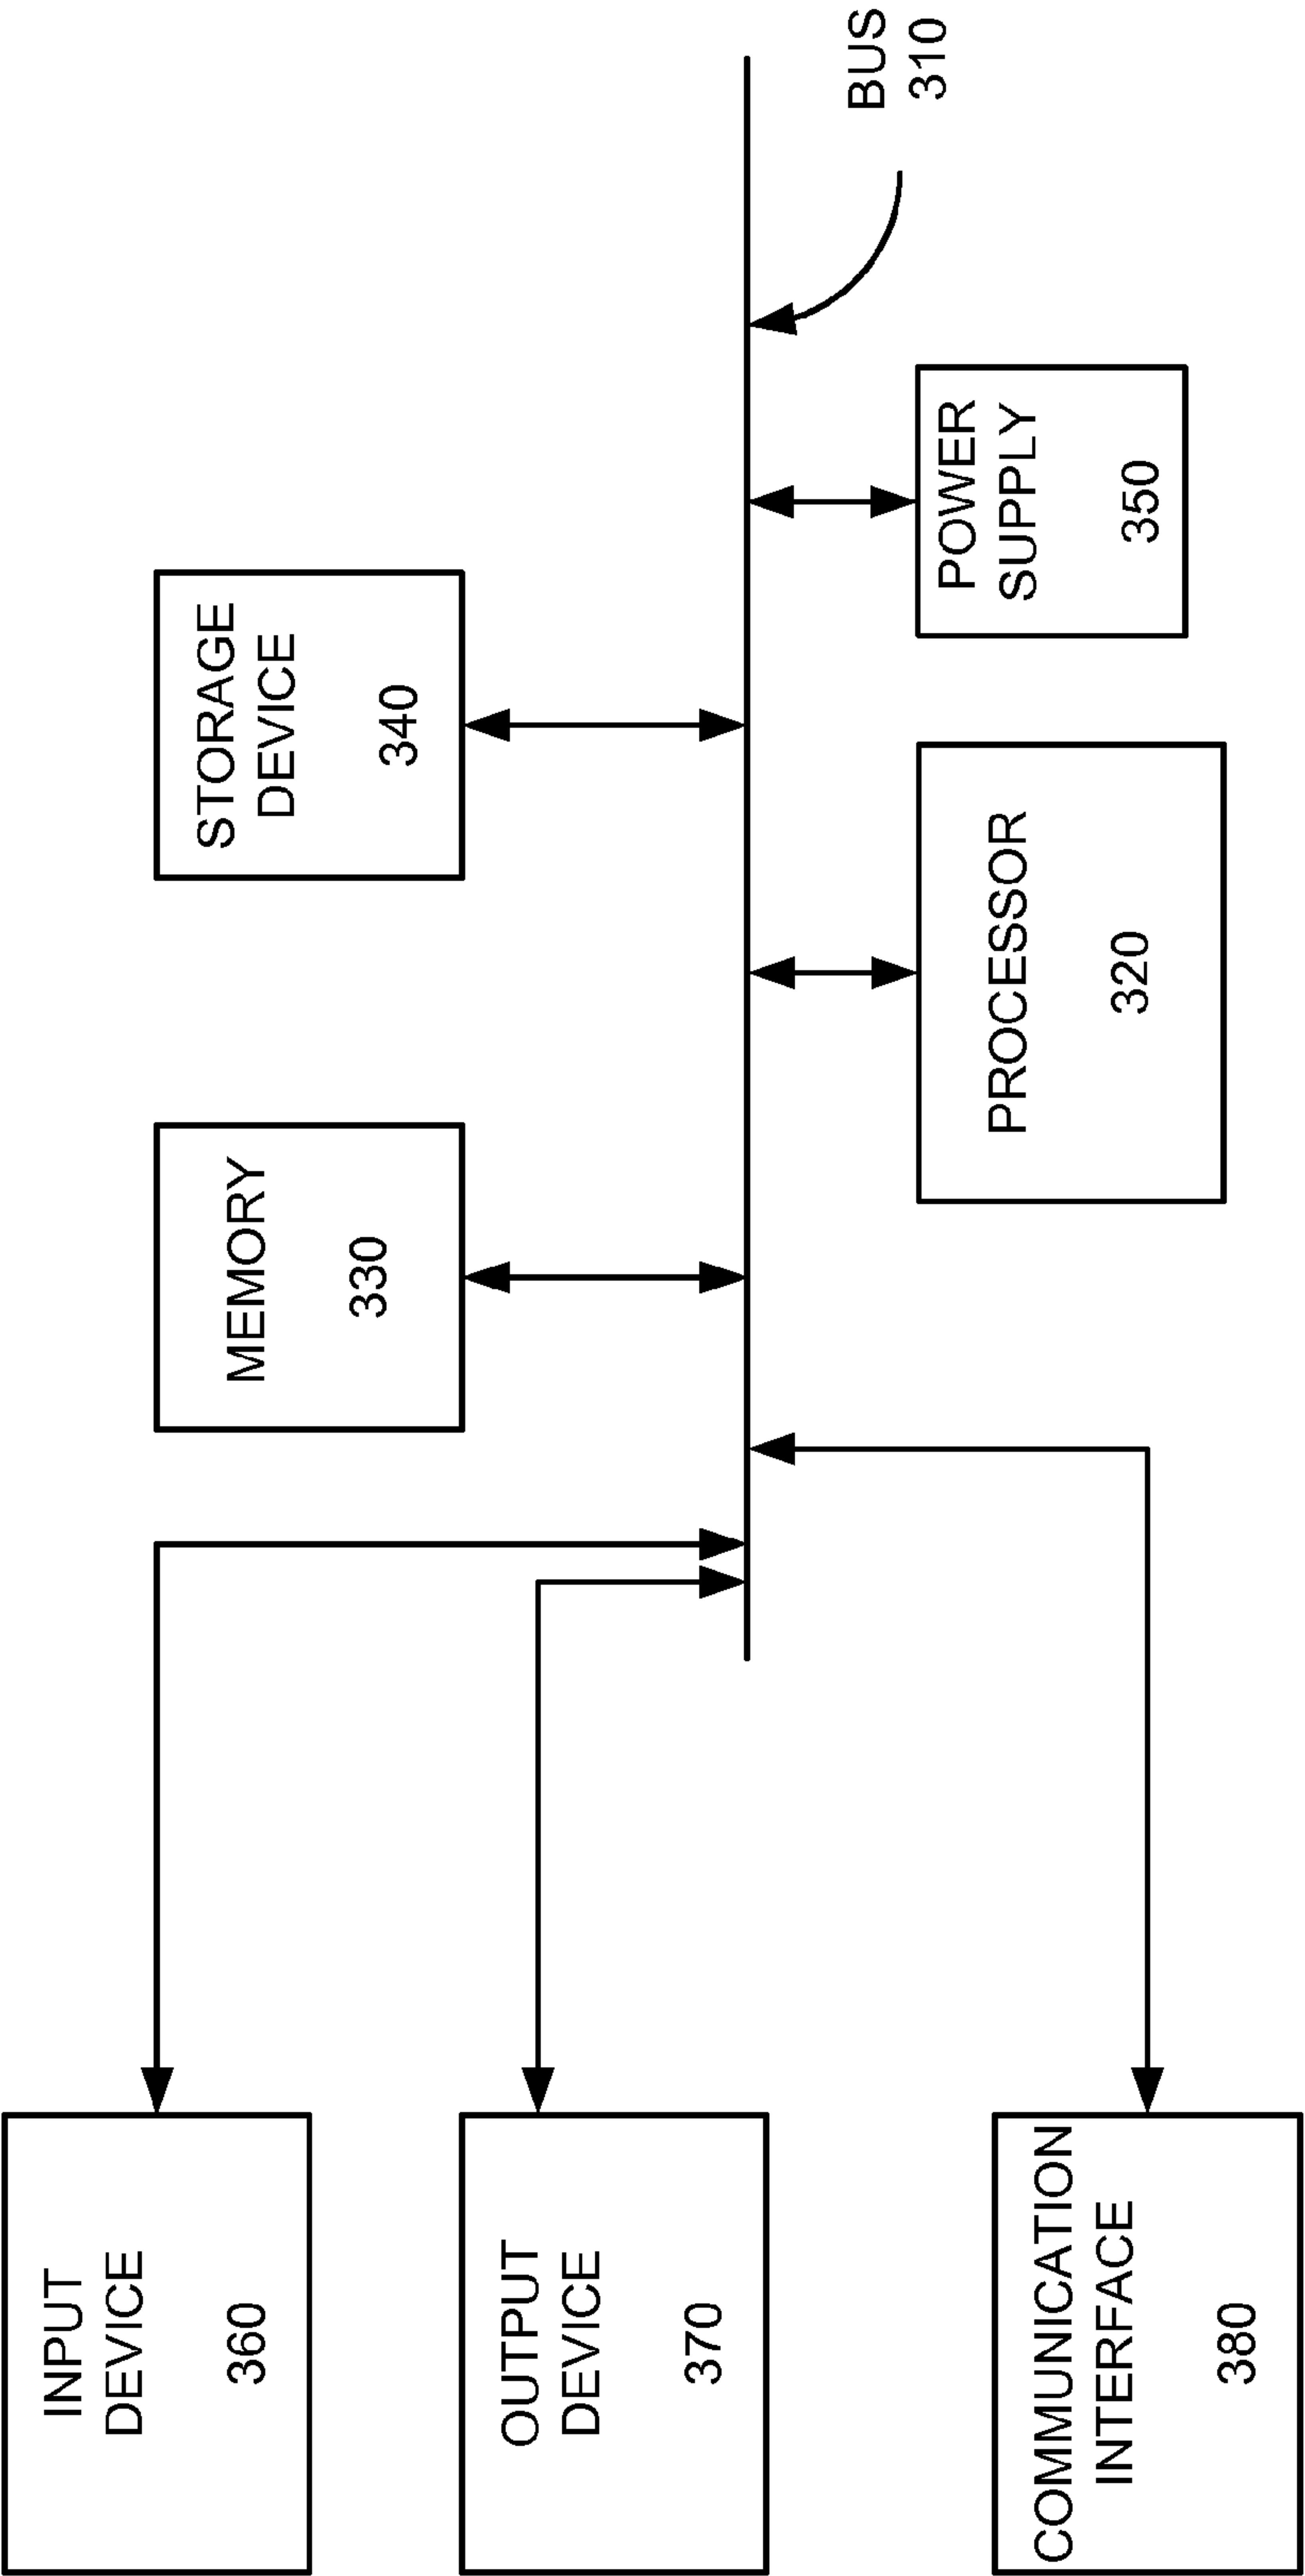 INPUT
DEVICE
360
OUTPUT
DEVICE
370
COMMUNICATION
INTERFACE
380
MEMORY
330
STORAGE
DEVICE
340
PROCESSOR
320
POWER
SUPPLY
350
BUS
310